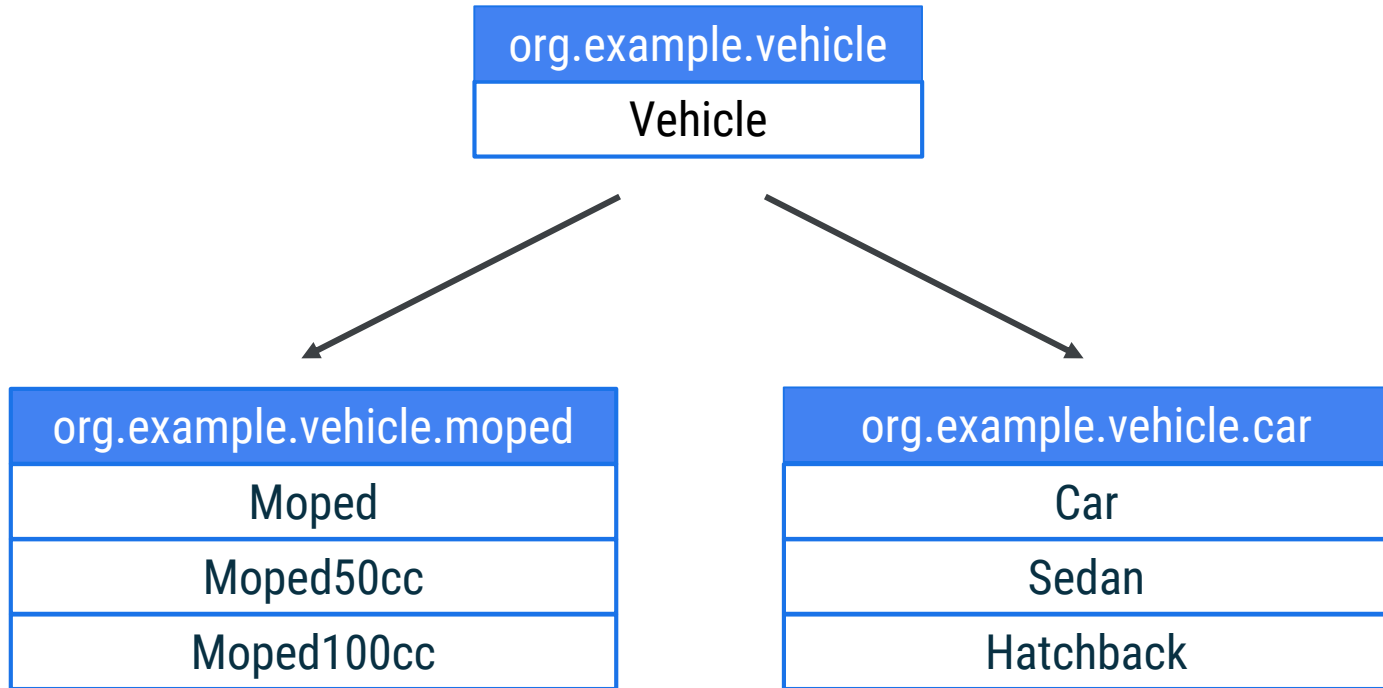 org.example.vehicle
Vehicle
org.example.vehicle.moped
Moped
Moped50cc
Moped100cc
org.example.vehicle.car
Car
Sedan
Hatchback